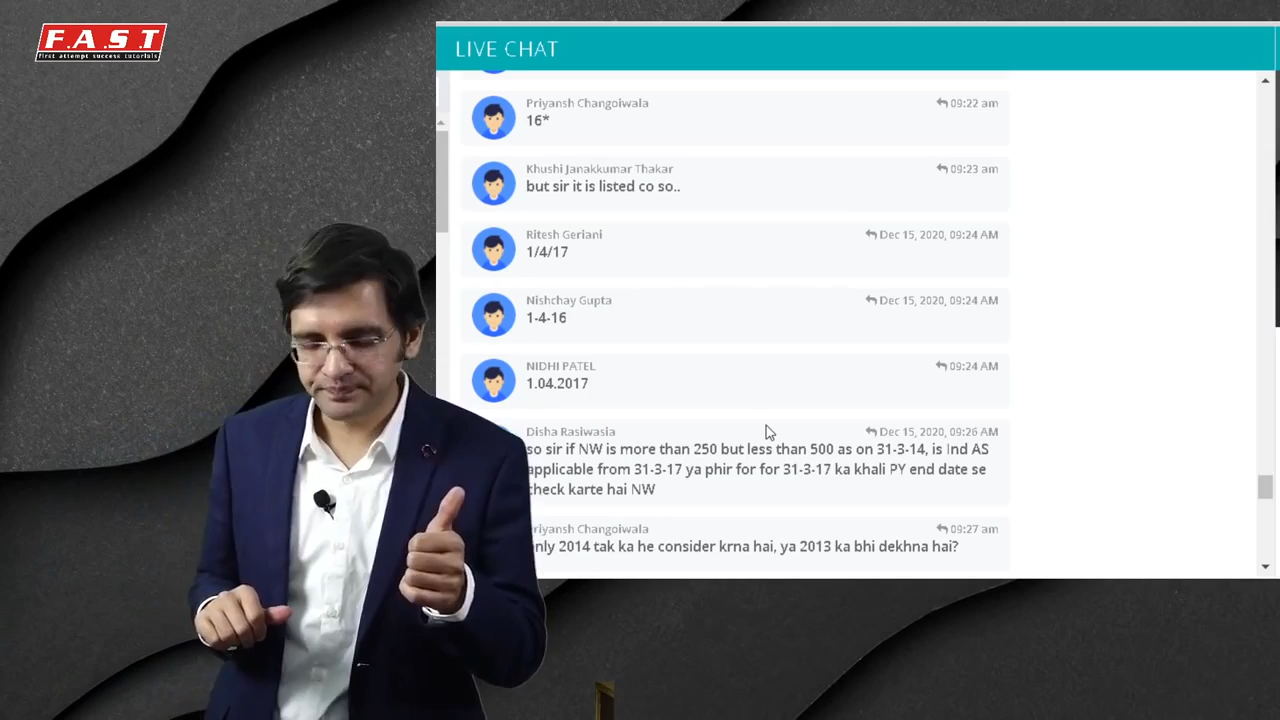 F.A.S.T
first attempt success tutorials
LIVE CHAT
Priyansh Changoiwala 09:22 am
16*
Khushi Janakkumar Thakar 09:23 am
but sir it is listed co so..
Ritesh Geriani Dec 15, 2020, 09:24 AM
1/4/17
Nishchay Gupta Dec 15, 2020, 09:24 AM
1-4-16
NIDHI PATEL 09:24 AM
1.04.2017
Disha Rasiwasia Dec 15, 2020, 09:26 AM
so sir if NW is more than 250 but less than 500 as on 31-3-14, is Ind AS
applicable from 31-3-17 ya phir for for 31-3-17 ka khali PY end date se
check karte hai NW
riyansh Changoiwala 09:27 am
nly 2014 tak ka he consider krna hai, ya 2013 ka bhi dekhna hai?